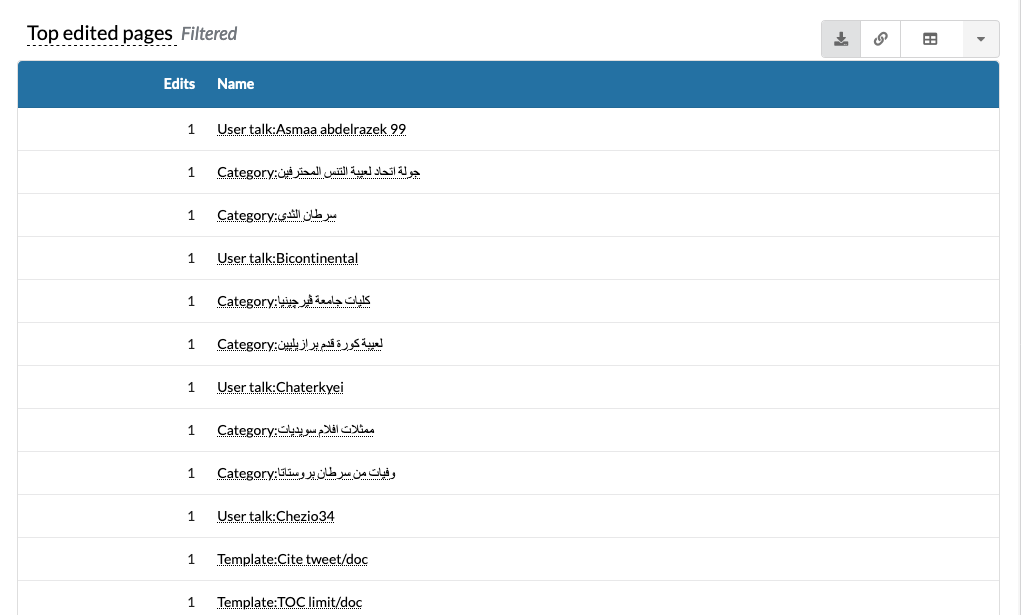 Top edited pages Filtered
Edits Name
1 User talk:Asmaa abdelrazek 99
1 Category:جولة اتحاد لعيبة التنس المحترفين
1 Category:سرطان الثدي
1 User talk:Bicontinental
1 Category:كليات جامعة ڤيرچينيا
1 Category:لعيبة كورة قدم برازيليين
1 User talk:Chaterkyei
1 Category:ممثلات افلام سويديات
1 Category:وفيات من سرطان بروستاتا
1 User talk:Chezio34
1 Template:Cite tweet/doc
1 Template:TOC limit/doc